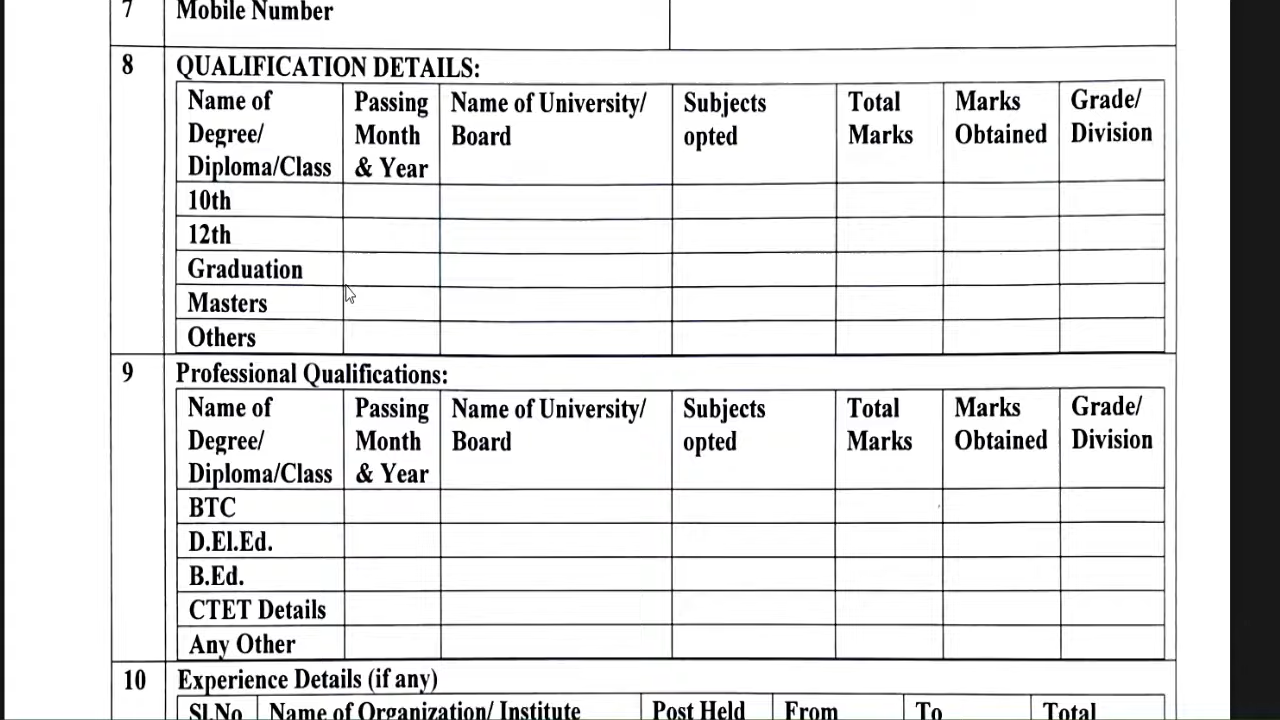 7 Mobile Number
8 QUALIFICATION DETAILS:
Name of Passing Name of University/ Subjects Total Marks Grade/
Degree/ Month Board opted Marks Obtained Division
Diploma/Class & Year
10th
12th
Graduation
Masters
Others
9 Professional Qualifications:
Name of Passing Name of University/ Subjects Total Marks Grade/
Degree/ Month Board opted Marks Obtained Division
Diploma/Class & Year
BTC
D.El.Ed.
B.Ed.
CTET Details
Any Other
10 Experience Details (if any)
Sl.No Name of Organization/ Institute Post Held From To Total